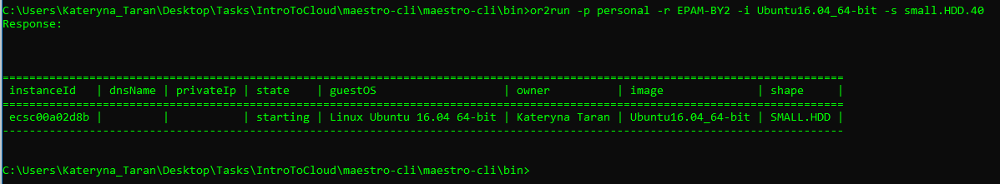 C:\Users\Kateryna_Taran\Desktop\Tasks\IntroToCloud\maestro-cli\maestro-cli\bin>or2run -p personal -r EPAM-BY2 -i Ubuntu16.04_64-bit -s small.HDD.40
Response:
==============================================================================================================================
instanceId | dnsName | privateIp | state | guestOS | owner | image | shape |
==============================================================================================================================
ecsc00a02d8b | | | starting | Linux Ubuntu 16.04 64-bit | Kateryna Taran | Ubuntu16.04_64-bit | SMALL.HDD |
------------------------------------------------------------------------------------------------------------------------------
C:\Users\Kateryna_Taran\Desktop\Tasks\IntroToCloud\maestro-cli\maestro-cli\bin>